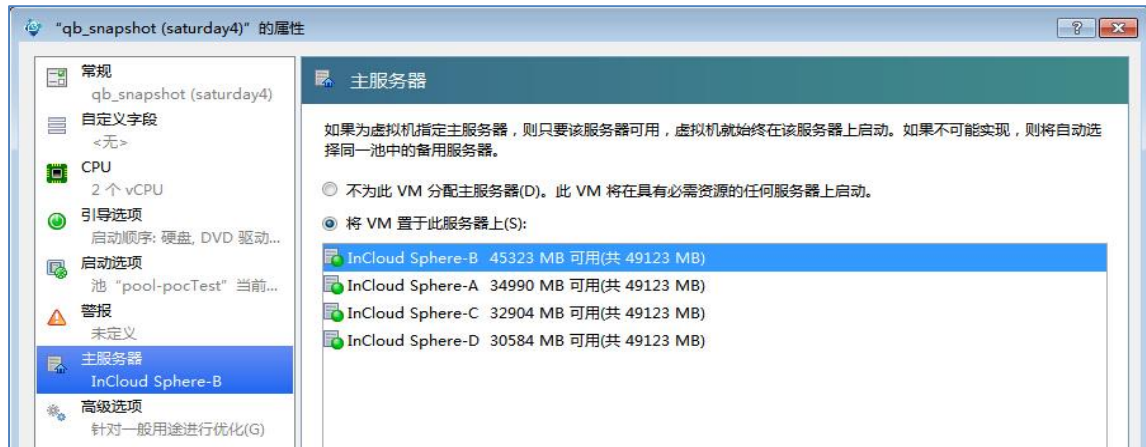 “qb_snapshot (saturday4)”的属性
常规
qb_snapshot (saturday4)
自定义字段
<无>
CPU
2 个 vCPU
引导选项
启动顺序: 硬盘, DVD 驱动...
启动选项
池“pool-pocTest”当前...
警报
未定义
主服务器
InCloud Sphere-B
高级选项
针对一般用途进行优化(G)
主服务器
如果为虚拟机指定主服务器，则只要该服务器可用，虚拟机就始终在该服务器上启动。如果不可能实现，则将自动选
择同一池中的备用服务器。
不为此 VM 分配主服务器(D)。此 VM 将在具有必需资源的任何服务器上启动。
将 VM 置于此服务器上(S):
InCloud Sphere-B 45323 MB 可用(共 49123 MB)
InCloud Sphere-A 34990 MB 可用(共 49123 MB)
InCloud Sphere-C 32904 MB 可用(共 49123 MB)
InCloud Sphere-D 30584 MB 可用(共 49123 MB)